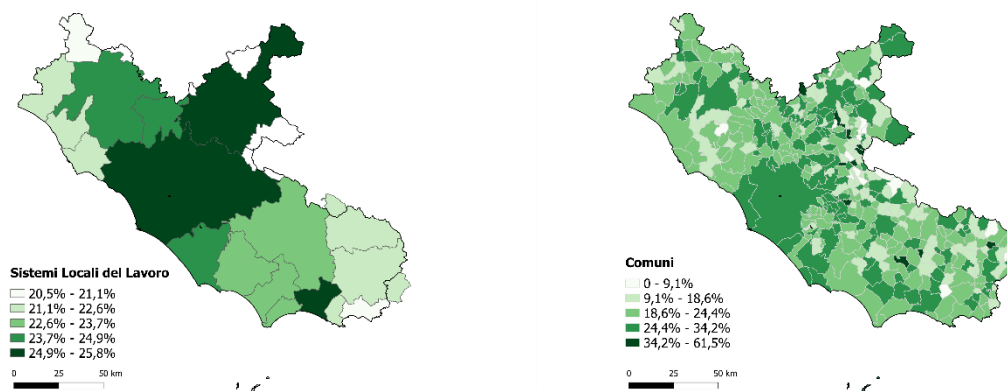 Sistemi Locali del Lavoro
20,5% - 21,1%
21,1% - 22,6%
22,6% - 23,7%
23,7% - 24,9%
24,9% - 25,8%
0 25 50 km
Comuni
0 - 9,1%
9,1% - 18,6%
18,6% - 24,4%
24,4% - 34,2%
34,2% - 61,5%
0 25 50 km